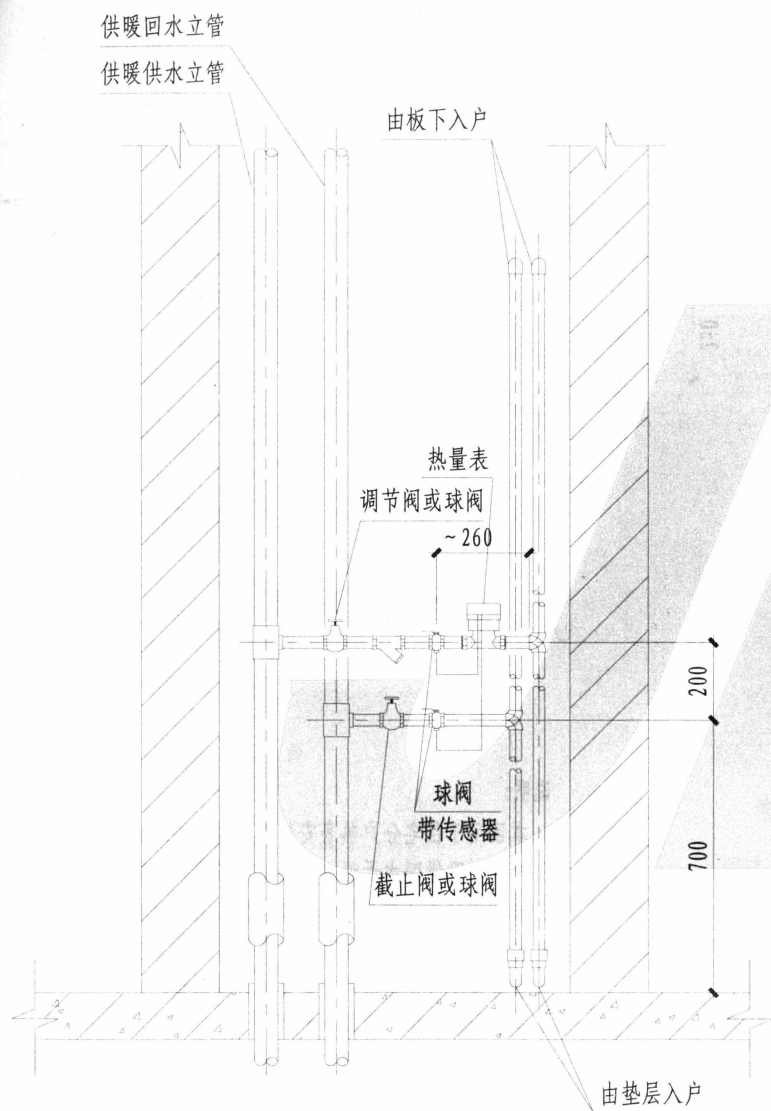 供暖回水立管
供暖供水立管
由板下入户
热量表
调节阀或球阀
~260
200
球阀
带传感器
截止阀或球阀
700
由垫层入户